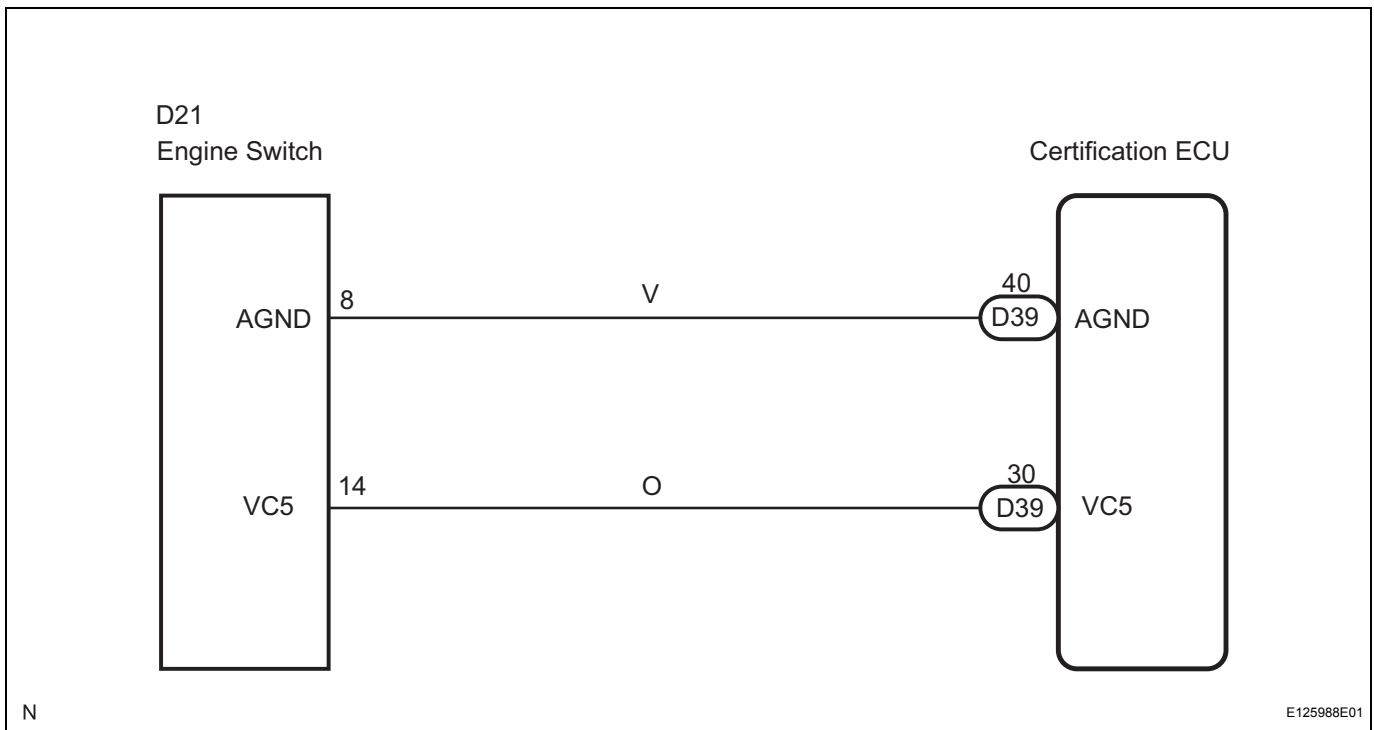 D21
Engine Switch
Certification ECU
AGND
8
V
40
D39
AGND
VC5
14
O
30
D39
VC5
N
E125988E01